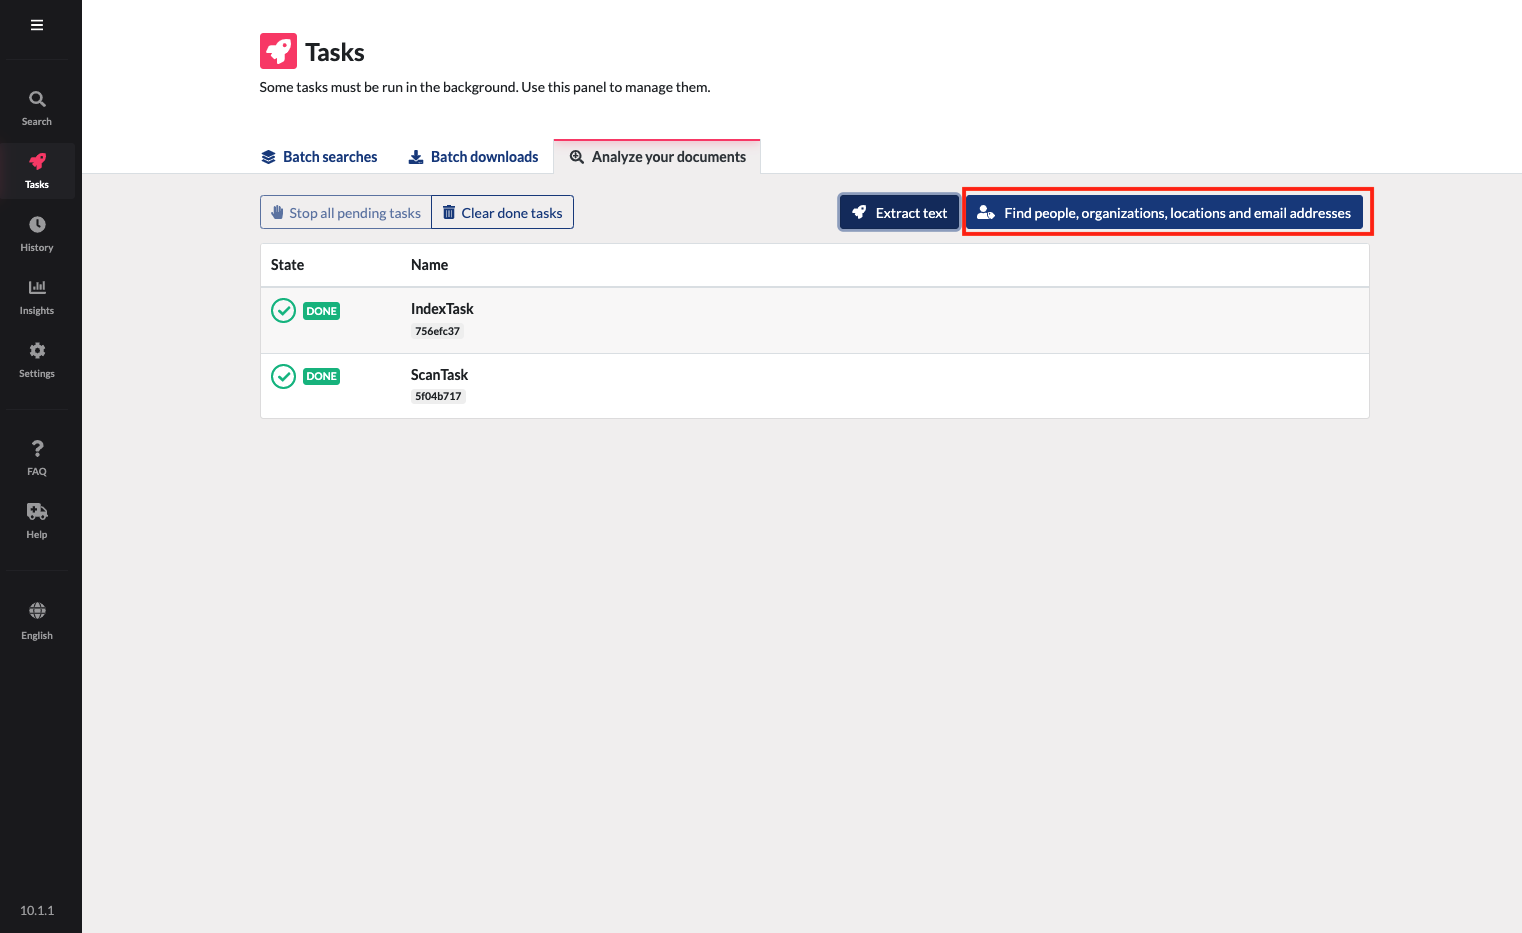 Tasks
Some tasks must be run in the background. Use this panel to manage them.
Search
Tasks
History
Insights
Settings
FAQ
Help
English
10.1.1
Batch searches Batch downloads Analyze your documents
Stop all pending tasks Clear done tasks Extract text Find people, organizations, locations and email addresses
State Name
DONE IndexTask
756efc37
DONE ScanTask
5f04b717